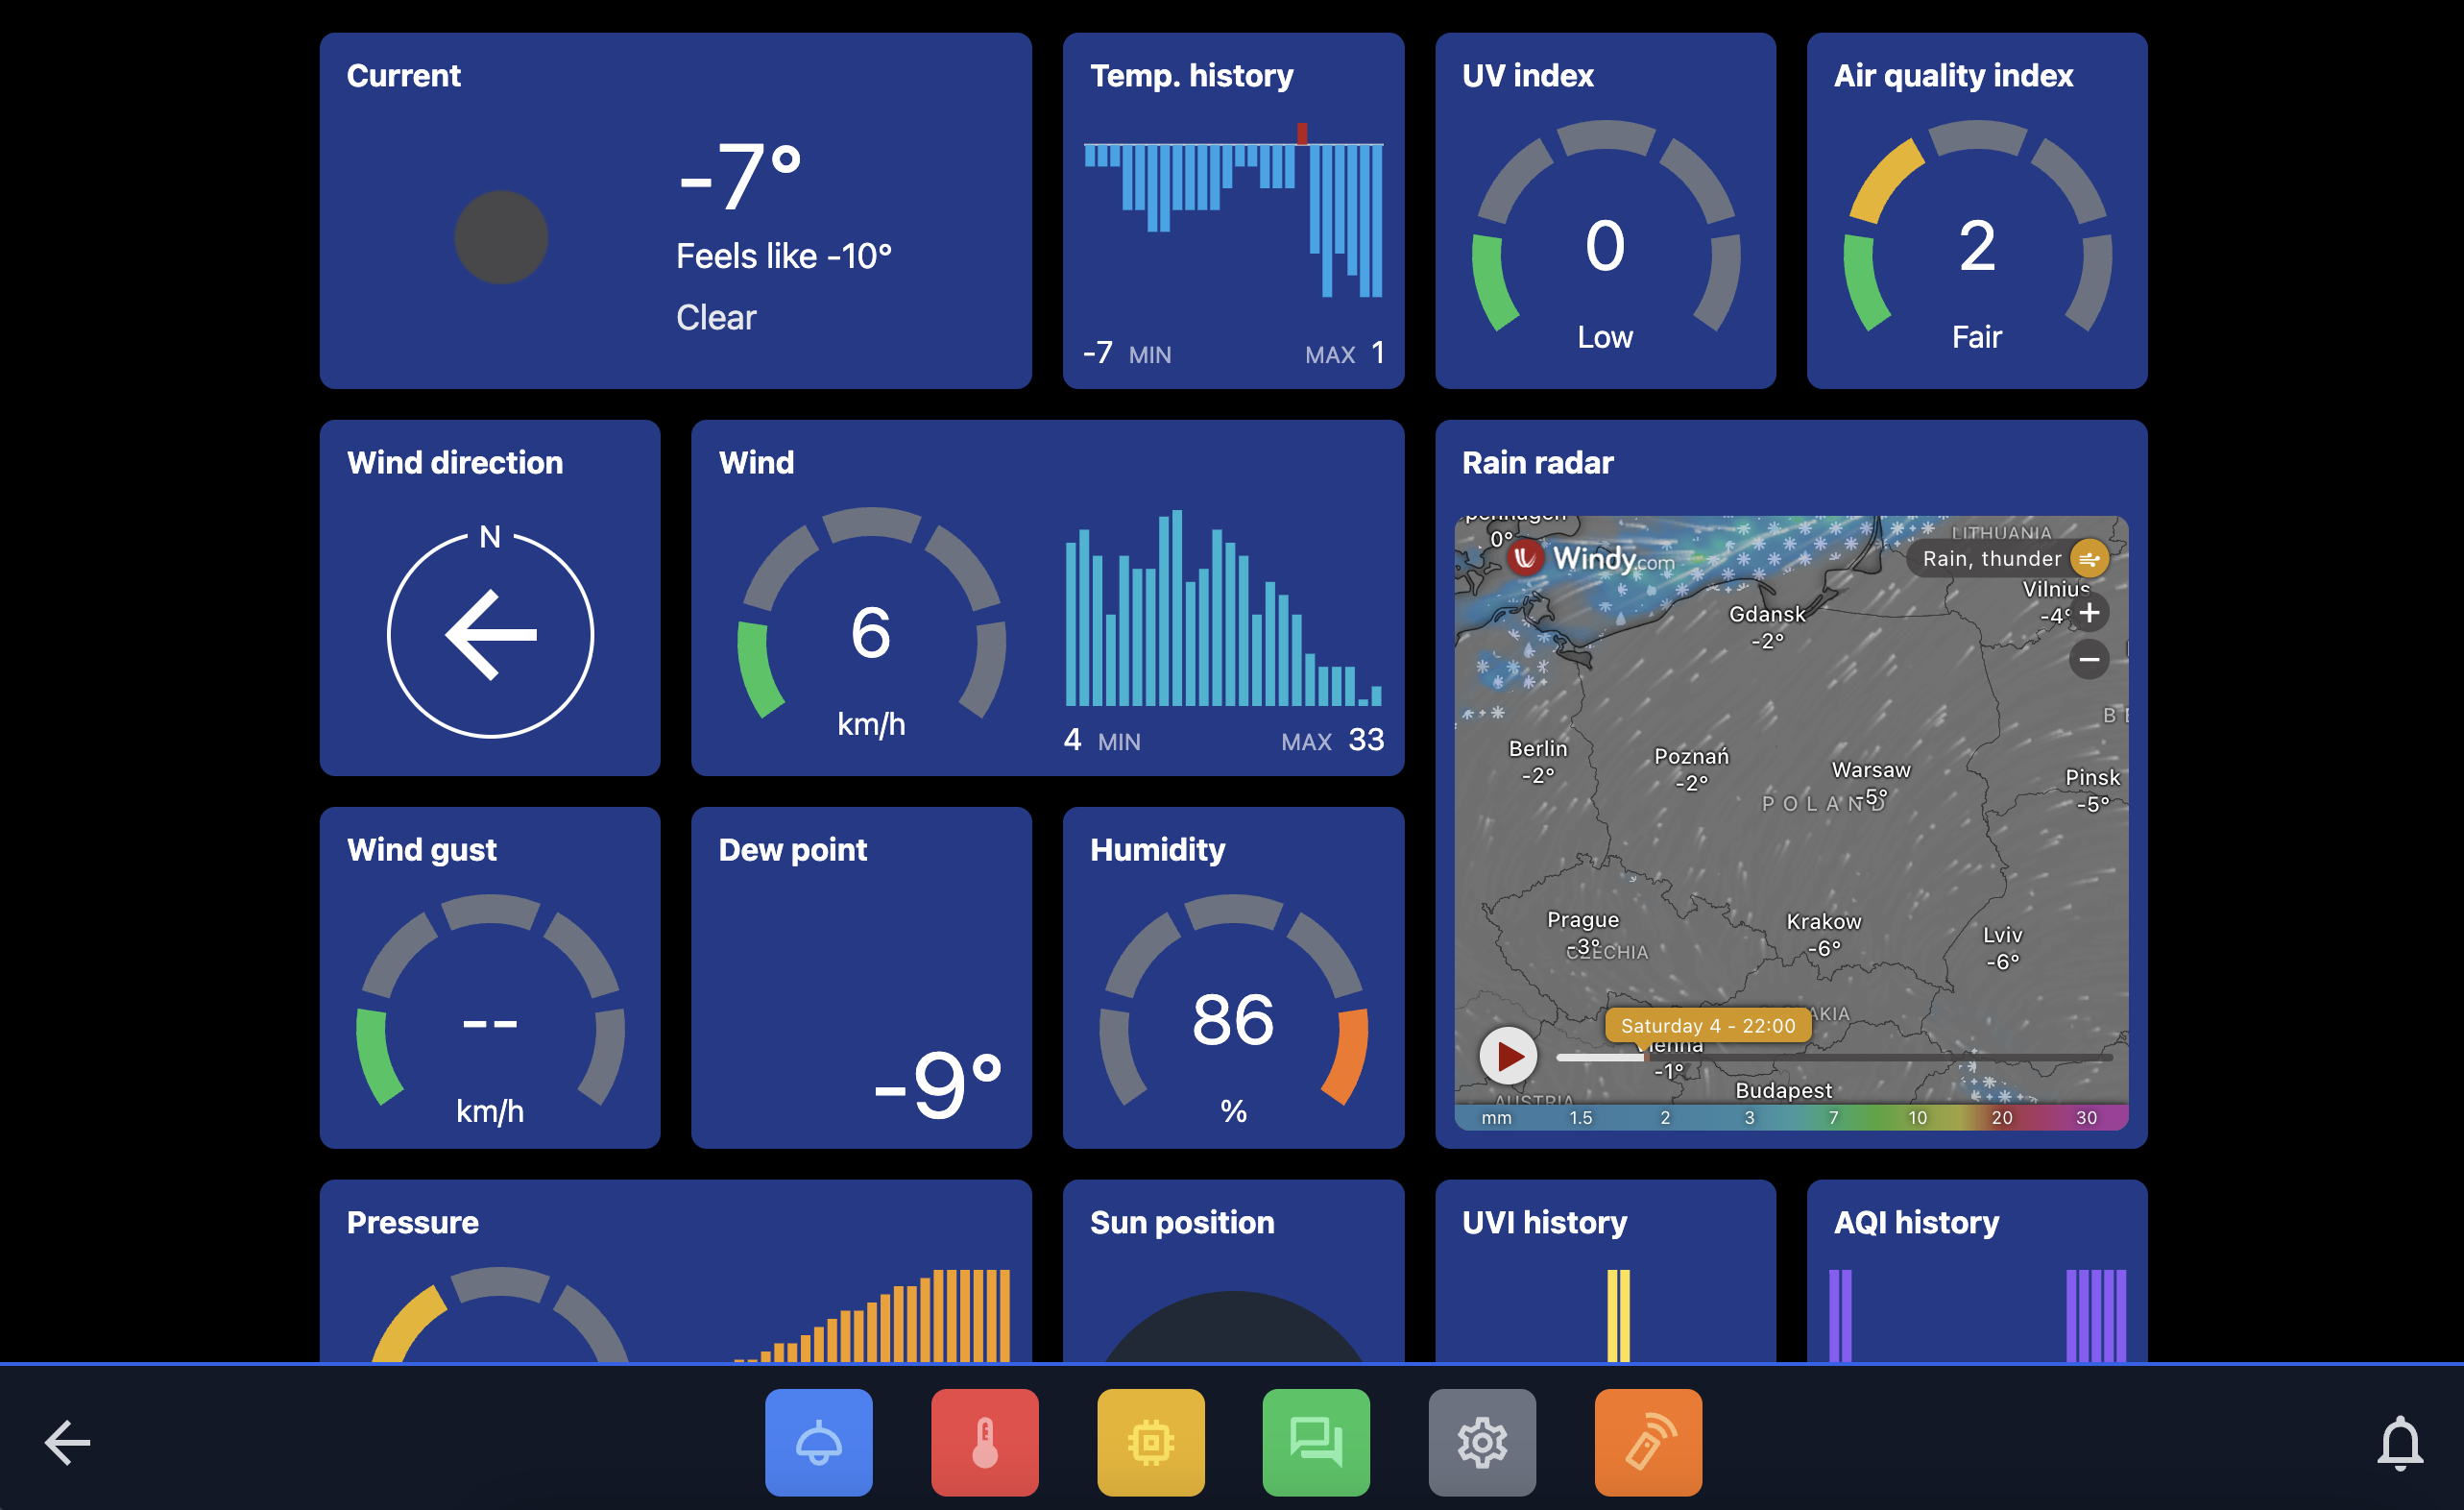 Current
-7°
Feels like -10°
Clear
Temp. history
-7 MIN
MAX 1
UV index
0
Low
Air quality index
2
Fair
Wind direction
N
Wind
6
km/h
4 MIN
MAX 33
Rain radar
0°
Windy.com
LITHUANIA
Rain, thunder
Vilnius
-4°
+
−
Gdansk
-2°
Berlin
-2°
Poznań
-2°
Warsaw
-5°
POLAND
Pinsk
-5°
Prague
-3°
CZECHIA
Krakow
-6°
Lviv
-6°
Saturday 4 - 22:00
-1°
Budapest
AUSTRIA
mm 1.5 2 3 7 10 20 30
Wind gust
--
km/h
Dew point
-9°
Humidity
86
%
Pressure
Sun position
UVI history
AQI history